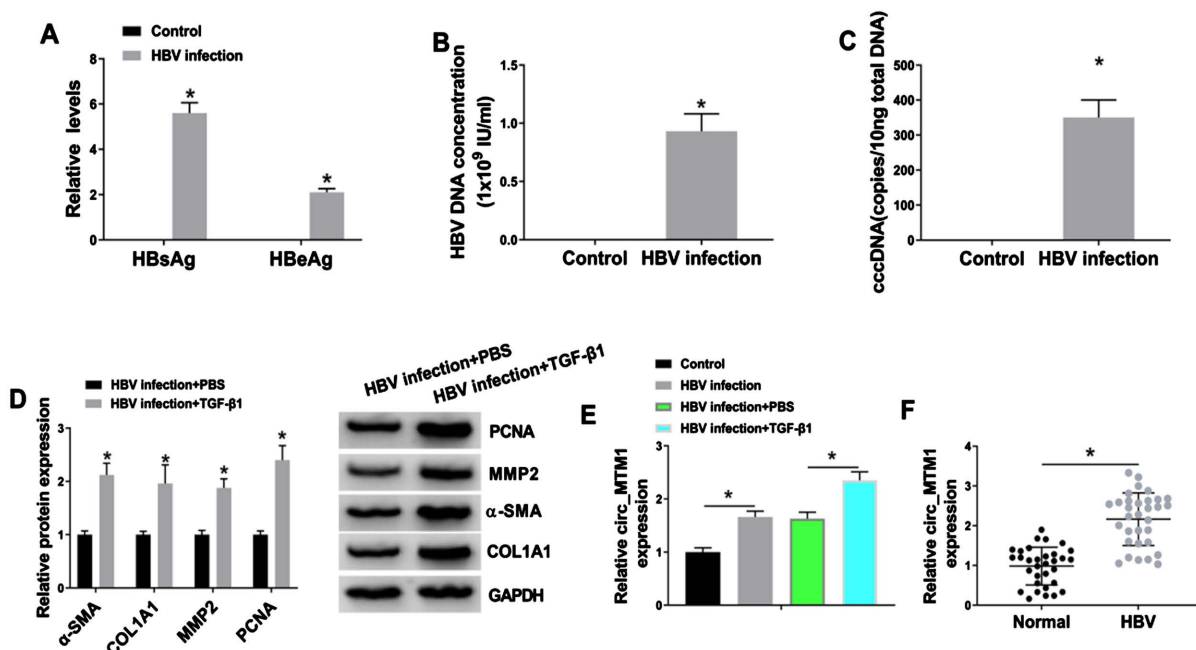 A
Control
HBV infection
Relative levels
8
6
4
2
0
*
*
HBsAg
HBeAg
B
HBV DNA concentration
(1x10⁹ IU/ml)
1.5
1.0
0.5
0.0
*
Control
HBV infection
C
cccDNA(copies/10ng total DNA)
500
400
300
200
100
0
*
Control
HBV infection
D
HBV infection+PBS
HBV infection+TGF-β1
Relative protein expression
3
2
1
0
*
*
*
*
α-SMA
COL1A1
MMP2
PCNA
HBV infection+PBS
HBV infection+TGF-β1
PCNA
MMP2
α-SMA
COL1A1
GAPDH
E
Control
HBV infection
HBV infection+PBS
HBV infection+TGF-β1
Relative circ_MTM1
expression
3
2
1
0
*
*
F
Relative circ_MTM1
expression
4
3
2
1
0
*
Normal
HBV